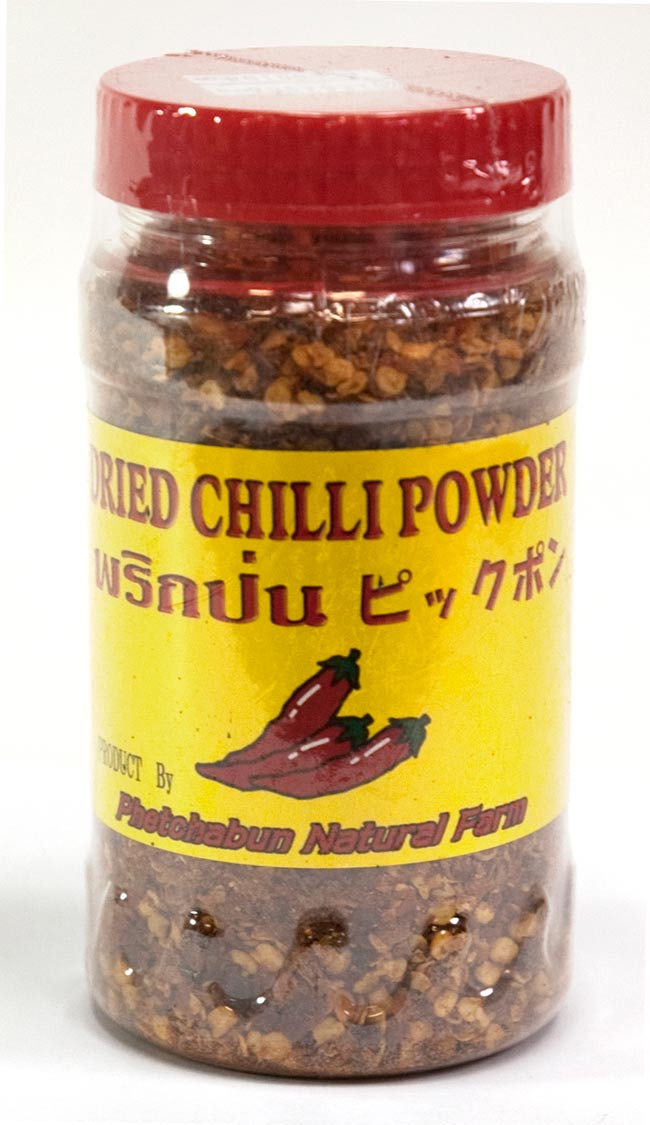 DRIED CHILLI POWDER
พริกป่น ピックポン
PRODUCT By
Phetchabun Natural Farm